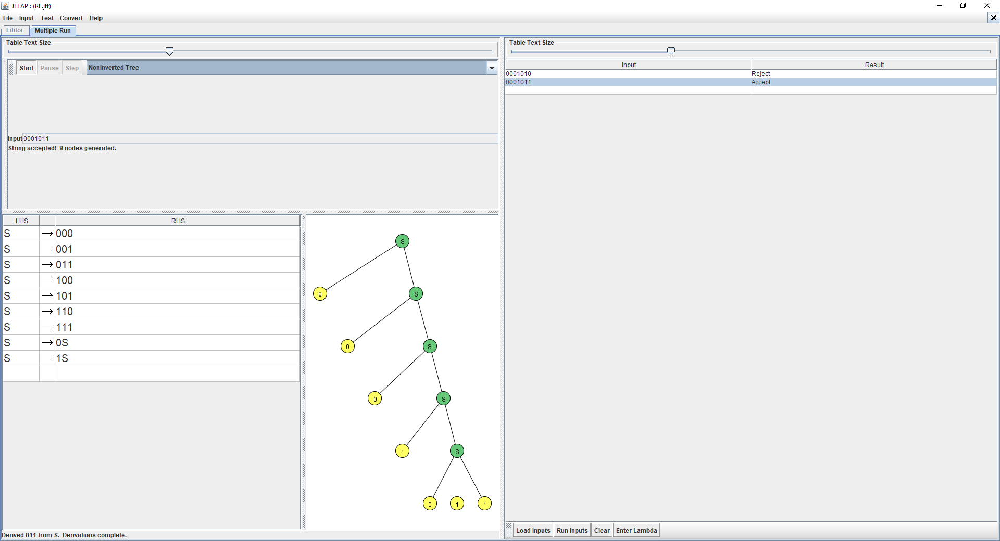 JFLAP : (RE.jff)
File Input Test Convert Help
Editor Multiple Run
Table Text Size
Start Pause Step Noninverted Tree
Input 0001011
String accepted! 9 nodes generated.
LHS RHS
S → 000
S → 001
S → 011
S → 100
S → 101
S → 110
S → 111
S → 0S
S → 1S
S
0 S
0 S
0 S
1 S
0 1 1
Derived 011 from S. Derivations complete.
Table Text Size
Input Result
0001010 Reject
0001011 Accept
Load Inputs Run Inputs Clear Enter Lambda